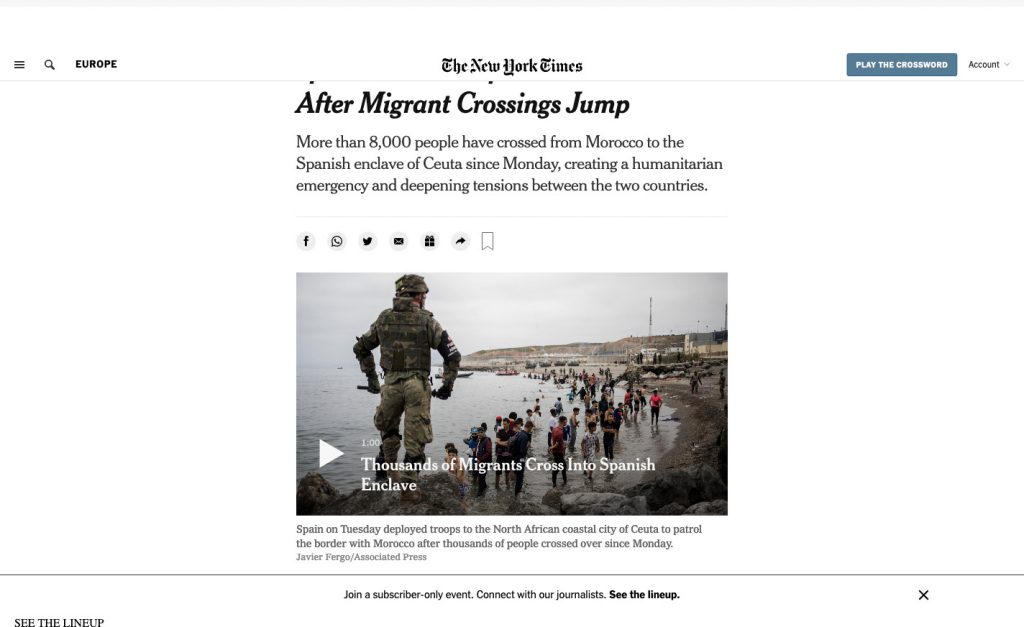 EUROPE
The New York Times
PLAY THE CROSSWORD
Account
After Migrant Crossings Jump
More than 8,000 people have crossed from Morocco to the
Spanish enclave of Ceuta since Monday, creating a humanitarian
emergency and deepening tensions between the two countries.
1:00
Thousands of Migrants Cross Into Spanish
Enclave
Spain on Tuesday deployed troops to the North African coastal city of Ceuta to patrol
the border with Morocco after thousands of people crossed over since Monday.
Javier Fergo/Associated Press
Join a subscriber-only event. Connect with our journalists. See the lineup.
SEE THE LINEUP